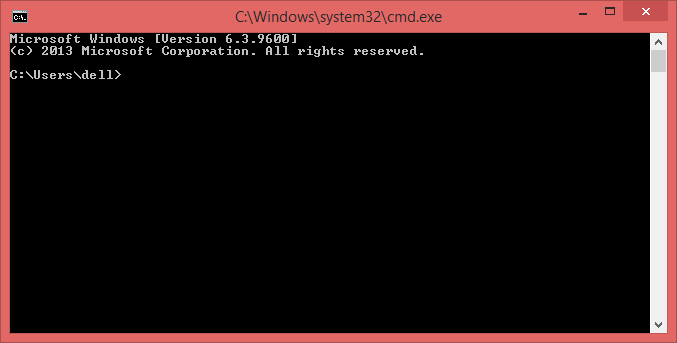 C:\Windows\system32\cmd.exe
Microsoft Windows [Version 6.3.9600]
(c) 2013 Microsoft Corporation. All rights reserved.
C:\Users\dell>